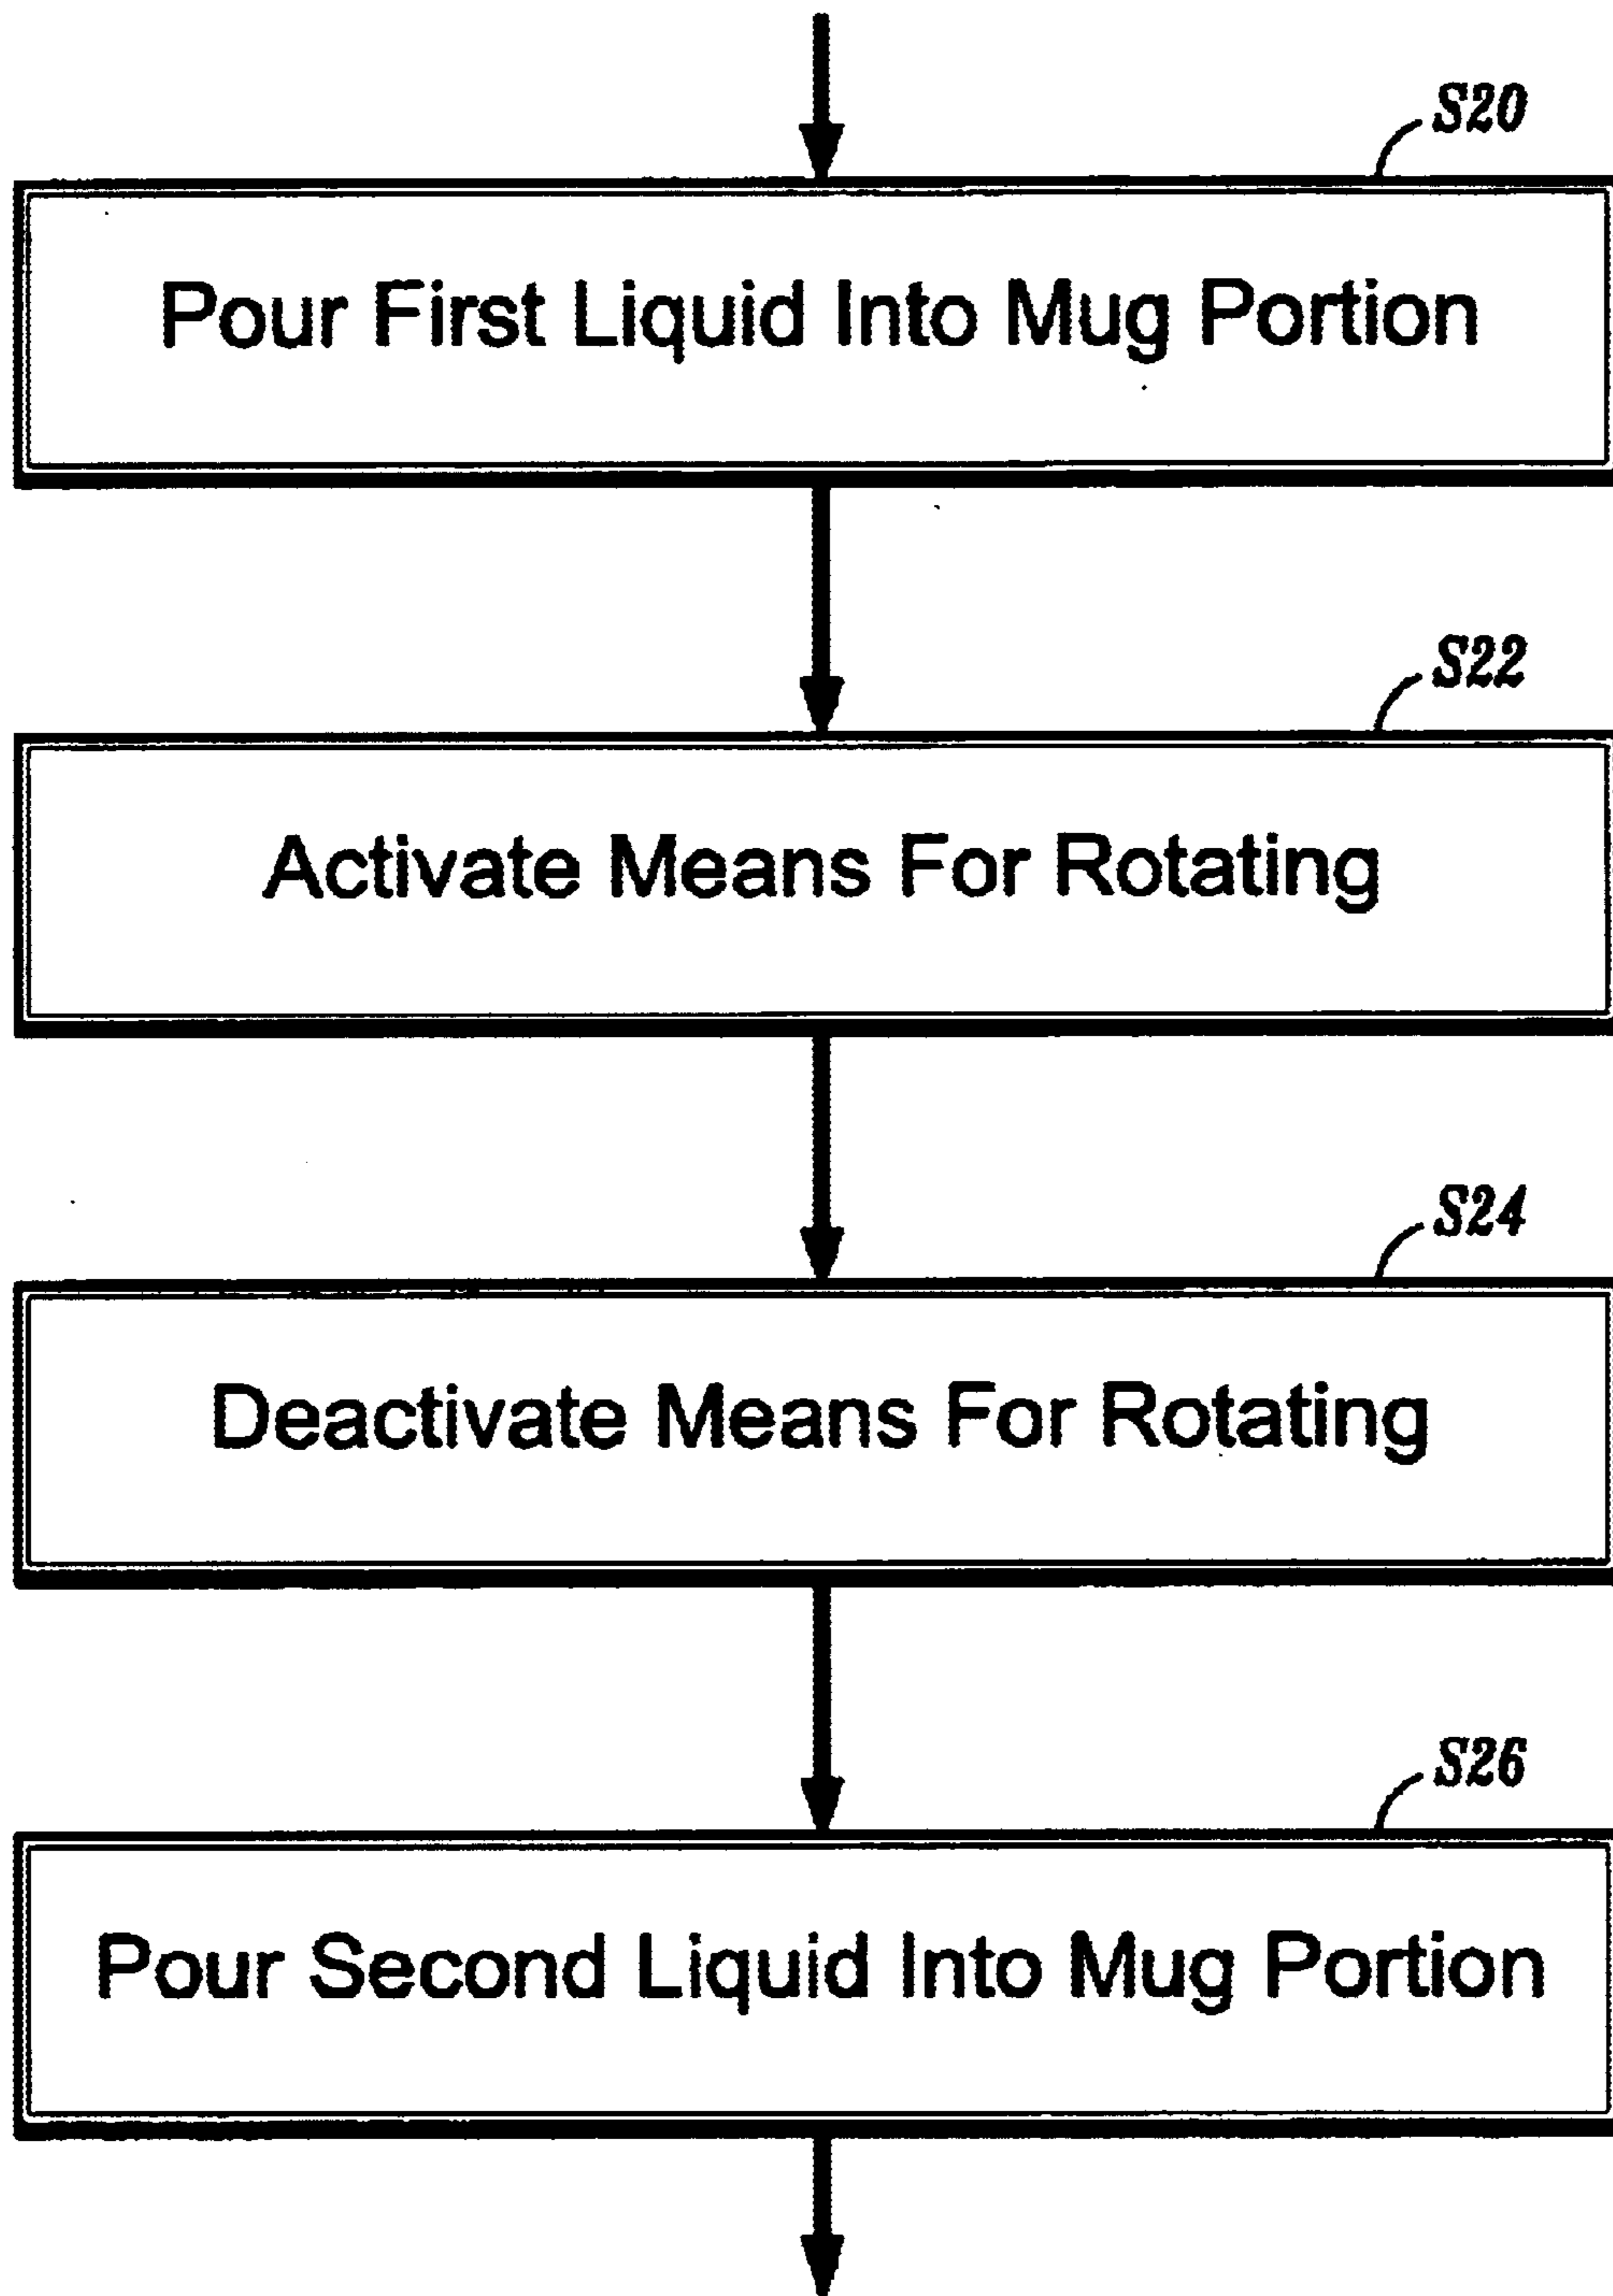 S20
Pour First Liquid Into Mug Portion
S22
Activate Means For Rotating
S24
Deactivate Means For Rotating
S26
Pour Second Liquid Into Mug Portion